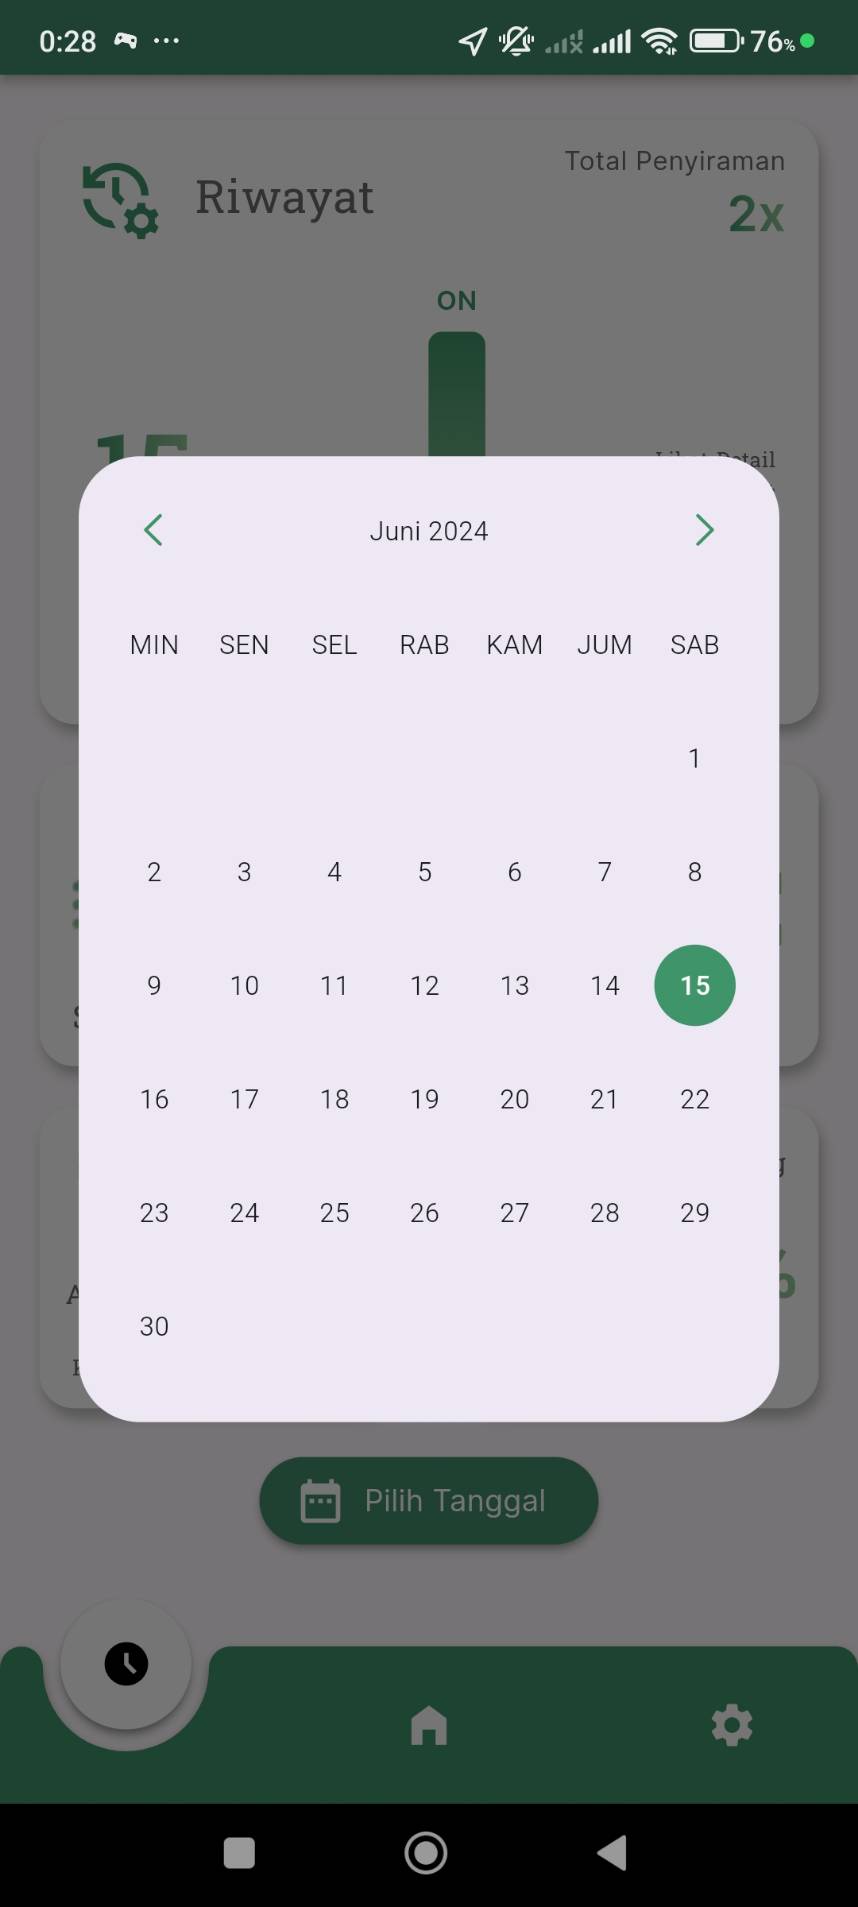 0:28 76%
Total Penyiraman
Riwayat
2x
ON
15
Juni 2024
MIN SEN SEL RAB KAM JUM SAB
1
2 3 4 5 6 7 8
9 10 11 12 13 14 15
16 17 18 19 20 21 22
23 24 25 26 27 28 29
30
%
Pilih Tanggal